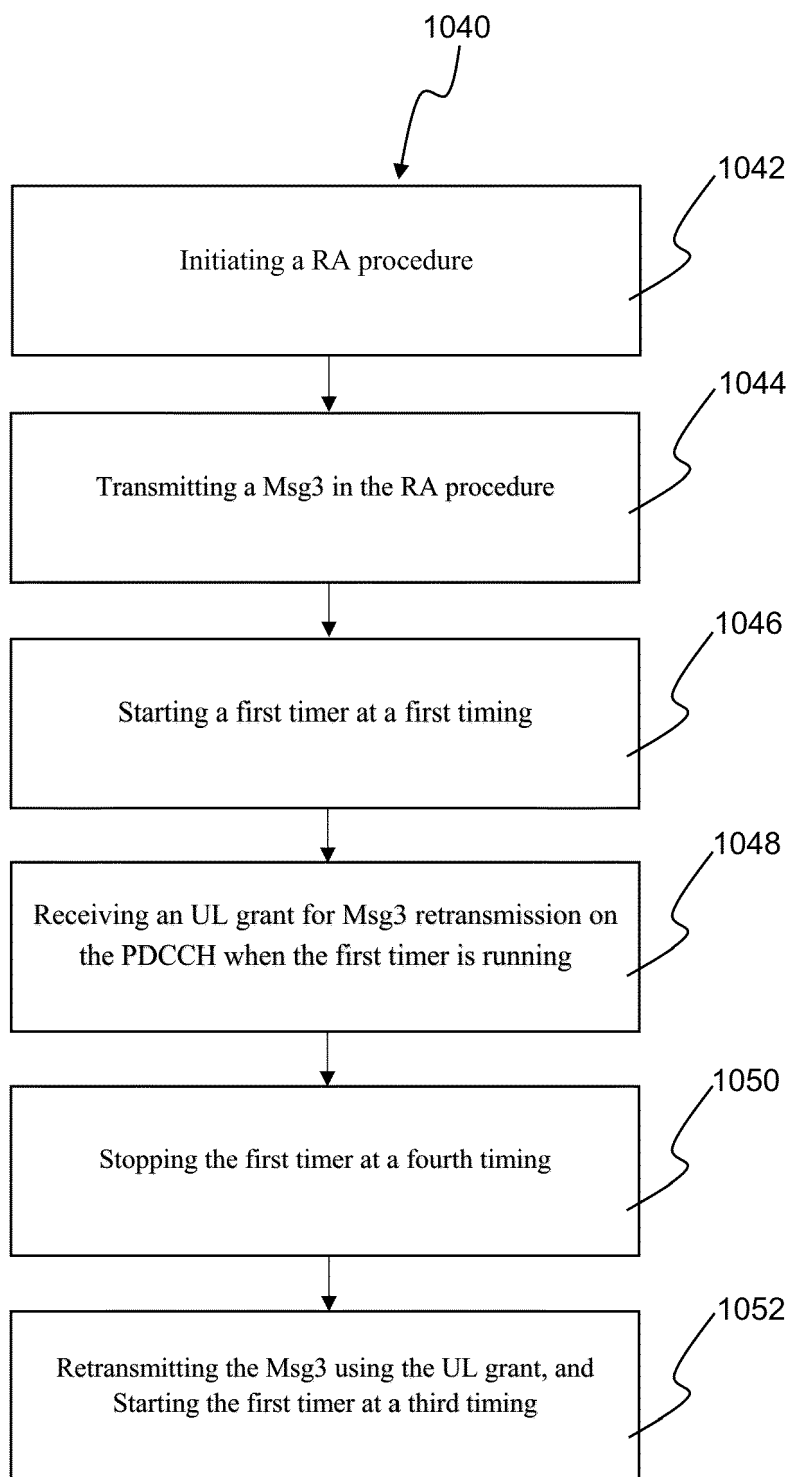 1040
1042
Initiating a RA procedure
1044
Transmitting a Msg3 in the RA procedure
1046
Starting a first timer at a first timing
1048
Receiving an UL grant for Msg3 retransmission on
the PDCCH when the first timer is running
1050
Stopping the first timer at a fourth timing
1052
Retransmitting the Msg3 using the UL grant, and
Starting the first timer at a third timing